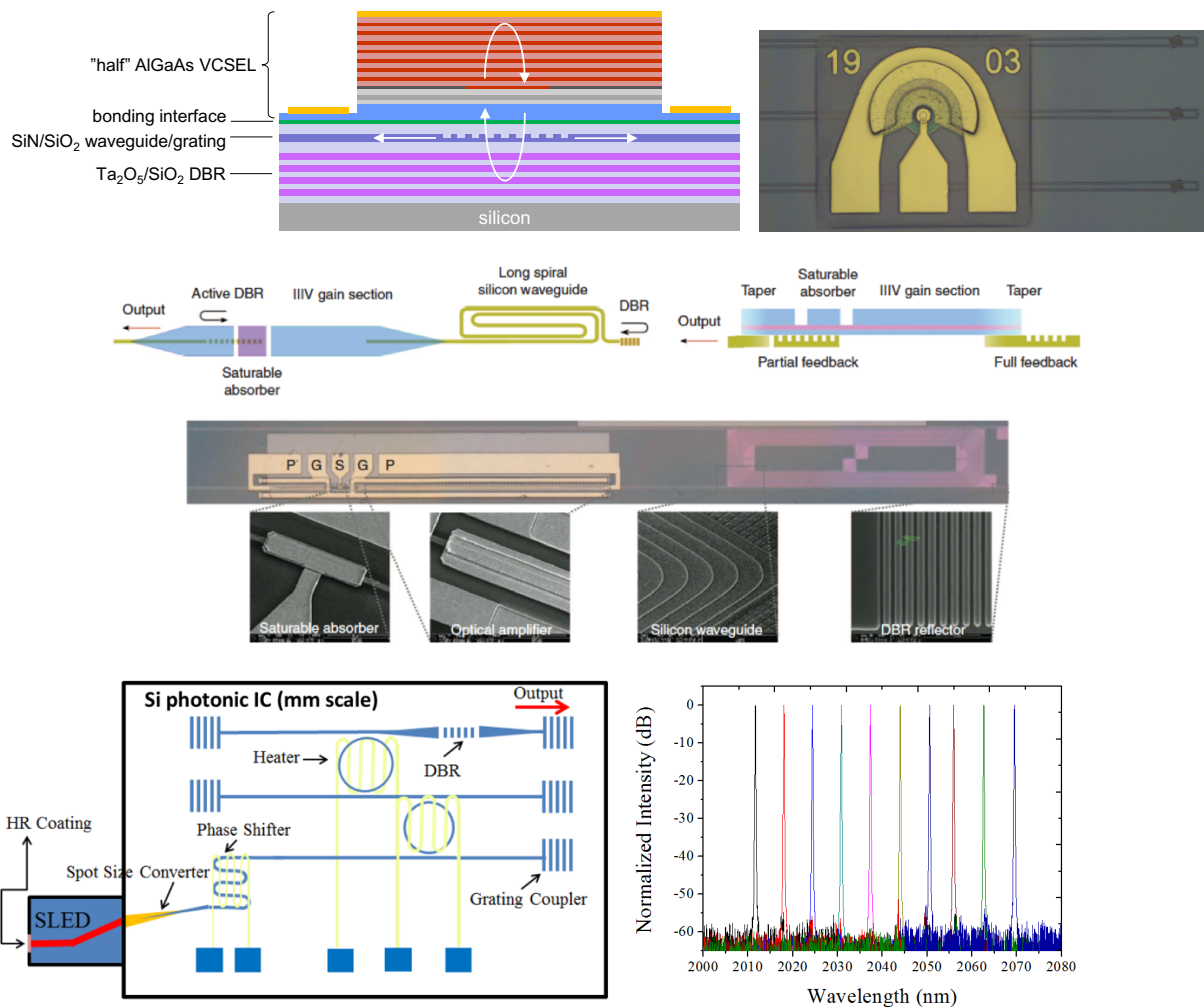 "half" AlGaAs VCSEL
bonding interface
SiN/SiO2 waveguide/grating
Ta2O5/SiO2 DBR
silicon
19 03
Output
Active DBR
IIIV gain section
Long spiral
silicon waveguide
DBR
Saturable
absorber
Taper
Saturable
absorber
IIIV gain section
Taper
Output
Partial feedback
Full feedback
P G S G P
Saturable absorber
Optical amplifier
Silicon waveguide
DBR reflector
Si photonic IC (mm scale)
Output
Heater
DBR
HR Coating
Phase Shifter
Spot Size Converter
Grating Coupler
SLED
Normalized Intensity (dB)
0
-10
-20
-30
-40
-50
-60
2000 2010 2020 2030 2040 2050 2060 2070 2080
Wavelength (nm)